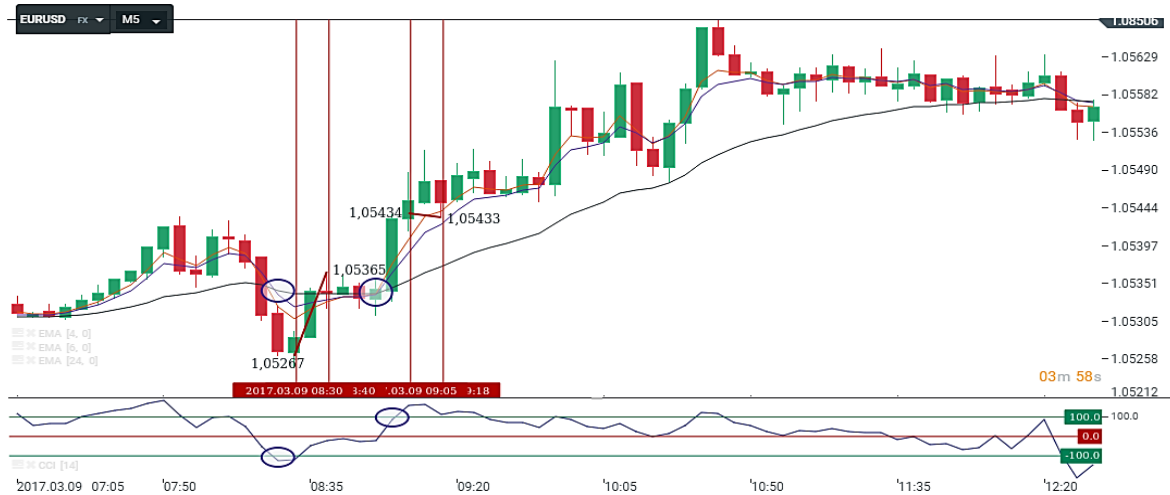 EURUSD FX M5
1.08506
1.05629
1.05582
1.05536
1.05490
1,05434 1,05433
1.05444
1.05397
1,05365
1.05351
1.05305
EMA [4, 0]
EMA [6, 0]
EMA [24, 0]
1,05267
1.05258
03m 58s
2017.03.09 08:30 3:40 .03.09 09:05 9:18
1.05212
100.0 100.0
0.0
-100.0
CCI [14]
2017.03.09 07:05 07:50 08:35 09:20 10:05 10:50 11:35 12:20